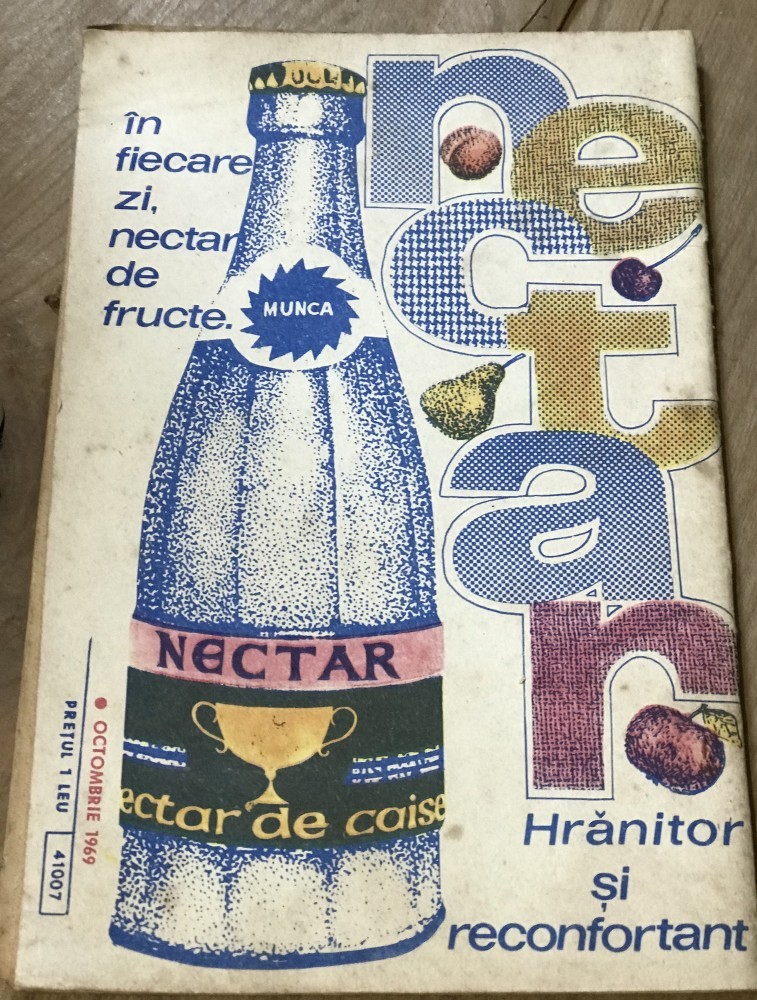 în
fiecare
zi,
nectar
de
fructe.
nectar
MUNCA
NECTAR
ectar de caise
Hrănitor
și
reconfortant
● OCTOMBRIE 1969
PREȚUL 1 LEU 41007